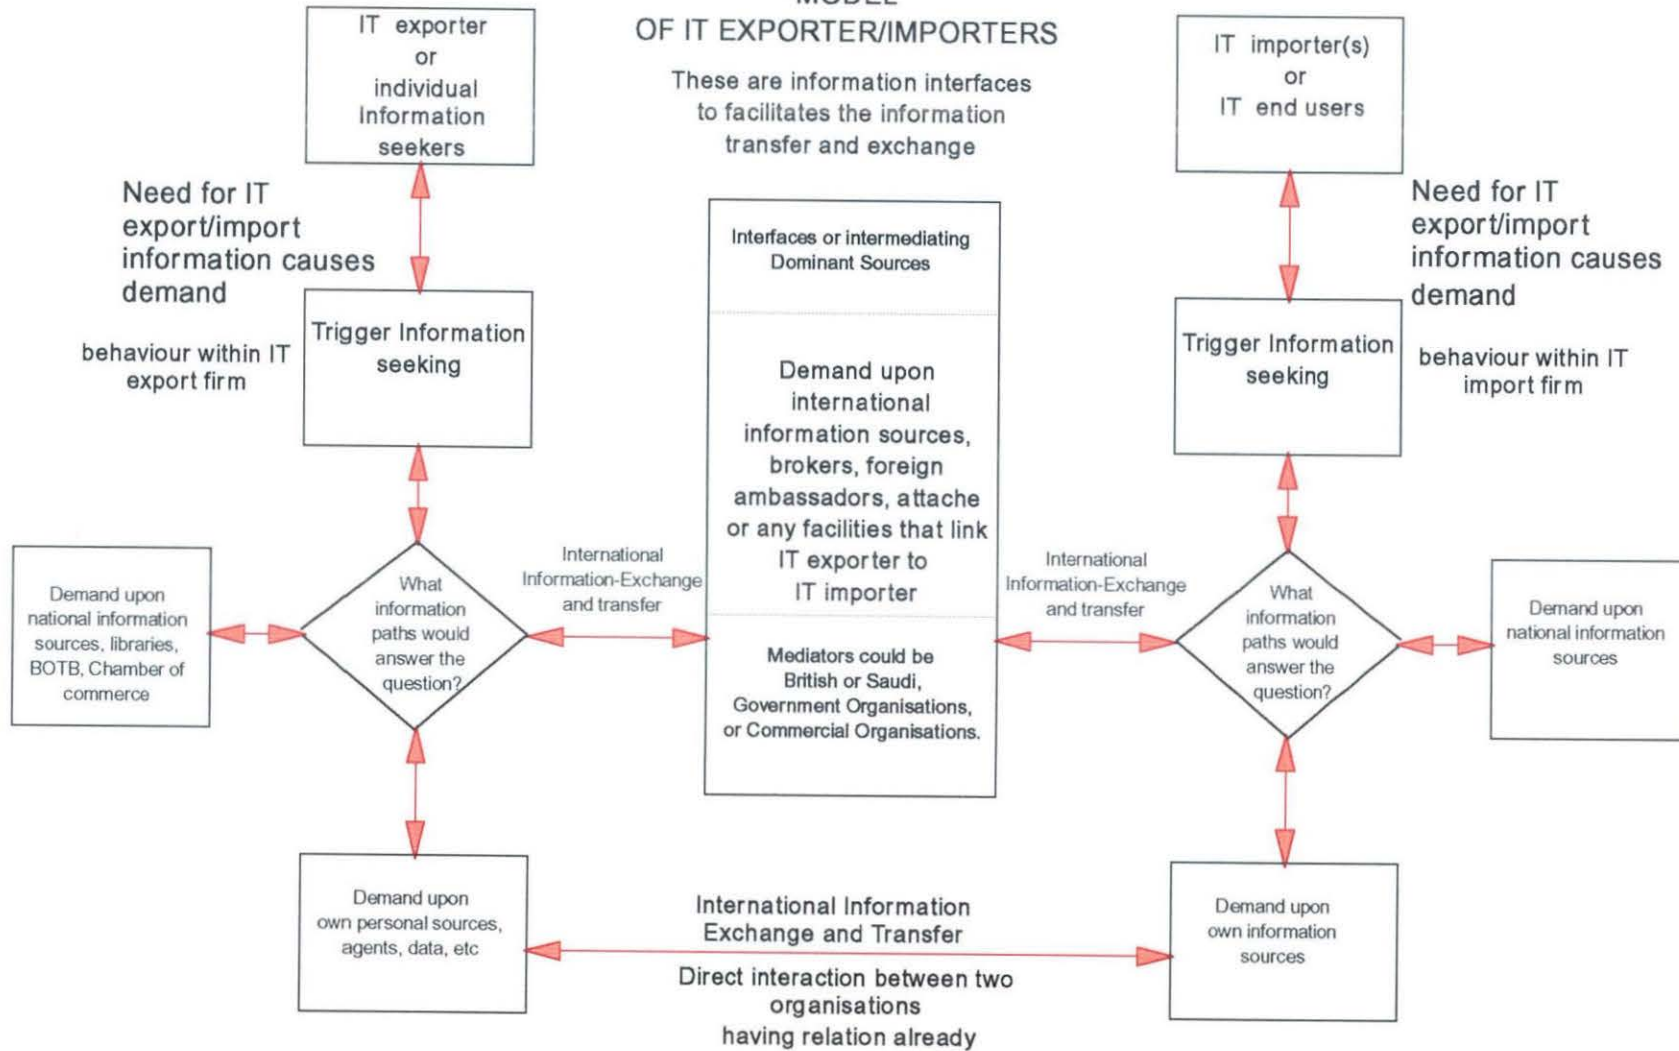 MODEL
OF IT EXPORTER/IMPORTERS
These are information interfaces
to facilitates the information
transfer and exchange
IT exporter
or
individual
Information
seekers
Need for IT
export/import
information causes
demand
Trigger Information
seeking
behaviour within IT
export firm
What
information
paths would
answer the
question?
Demand upon
national information
sources, libraries,
BOTB, Chamber of
commerce
International
Information-Exchange
and transfer
Demand upon
own personal sources,
agents, data, etc
Interfaces or intermediating
Dominant Sources
Demand upon
international
information sources,
brokers, foreign
ambassadors, attache
or any facilities that link
IT exporter to
IT importer
Mediators could be
British or Saudi,
Government Organisations,
or Commercial Organisations.
International Information
Exchange and Transfer
Direct interaction between two
organisations
having relation already
IT importer(s)
or
IT end users
Need for IT
export/import
information causes
demand
Trigger Information
seeking
behaviour within IT
import firm
International
Information-Exchange
and transfer
What
information
paths would
answer the
question?
Demand upon
national information
sources
Demand upon
own information
sources